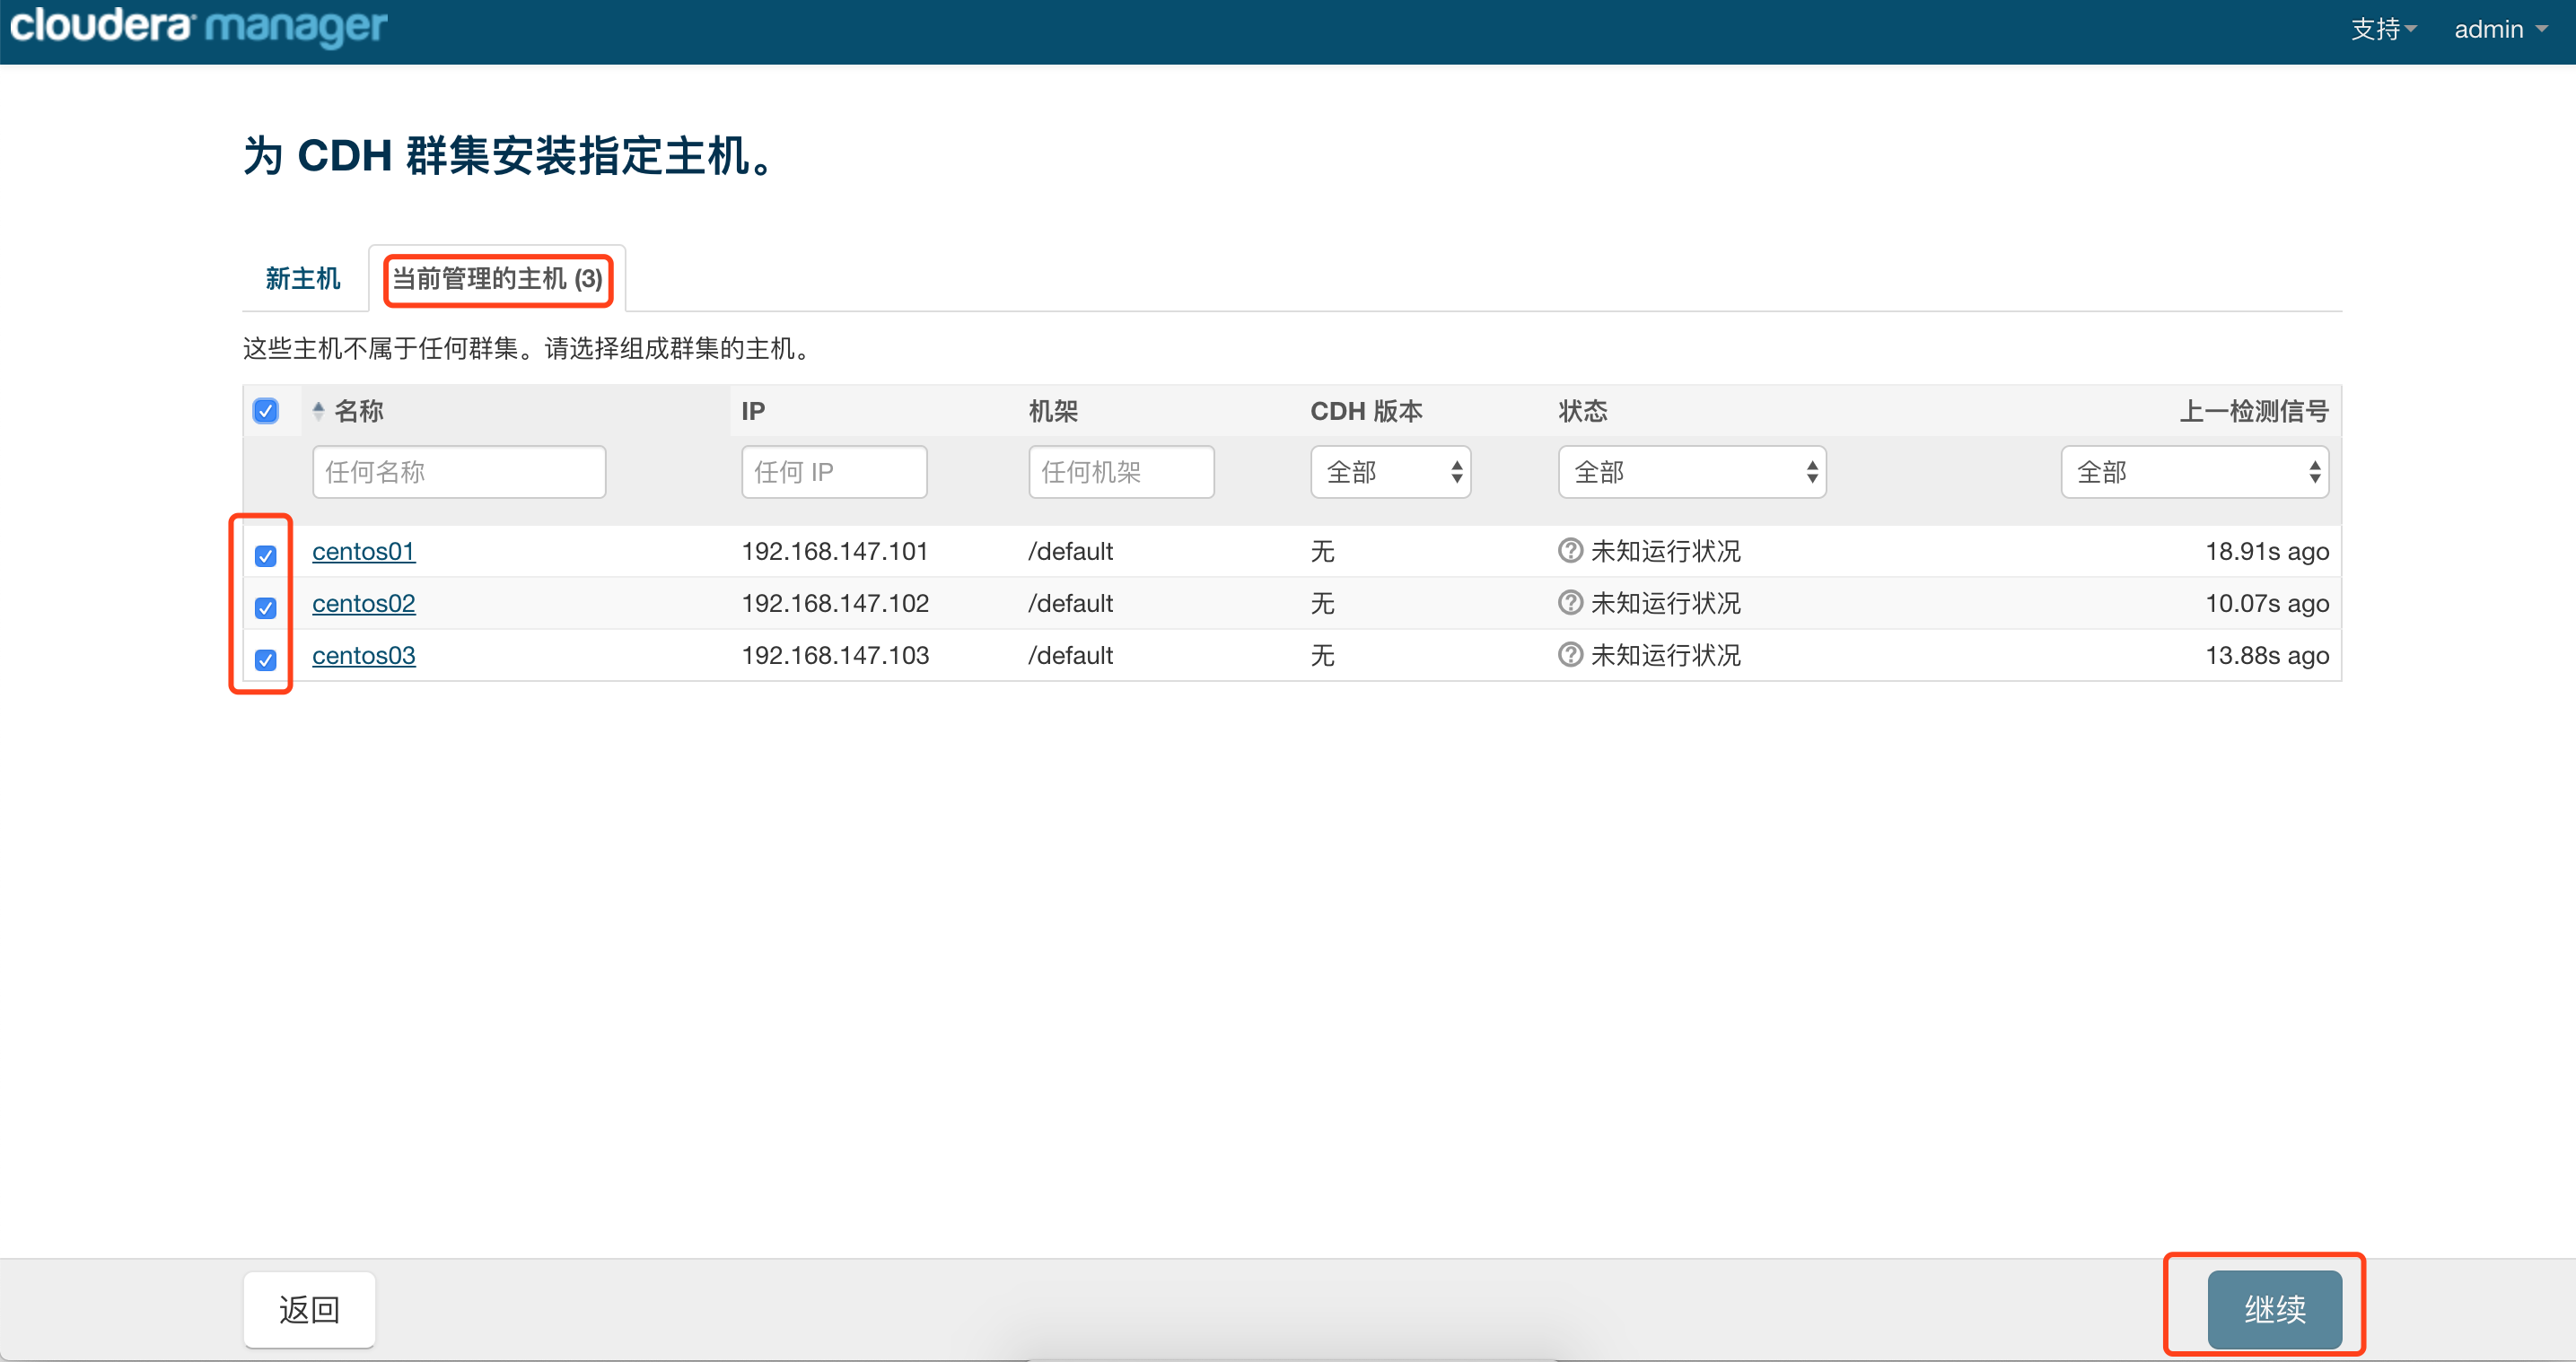 cloudera manager 支持 admin
为 CDH 群集安装指定主机。
新主机 当前管理的主机 (3)
这些主机不属于任何群集。请选择组成群集的主机。
名称 IP 机架 CDH 版本 状态 上一检测信号
任何名称 任何 IP 任何机架 全部 全部 全部
centos01 192.168.147.101 /default 无 未知运行状况 18.91s ago
centos02 192.168.147.102 /default 无 未知运行状况 10.07s ago
centos03 192.168.147.103 /default 无 未知运行状况 13.88s ago
返回 继续